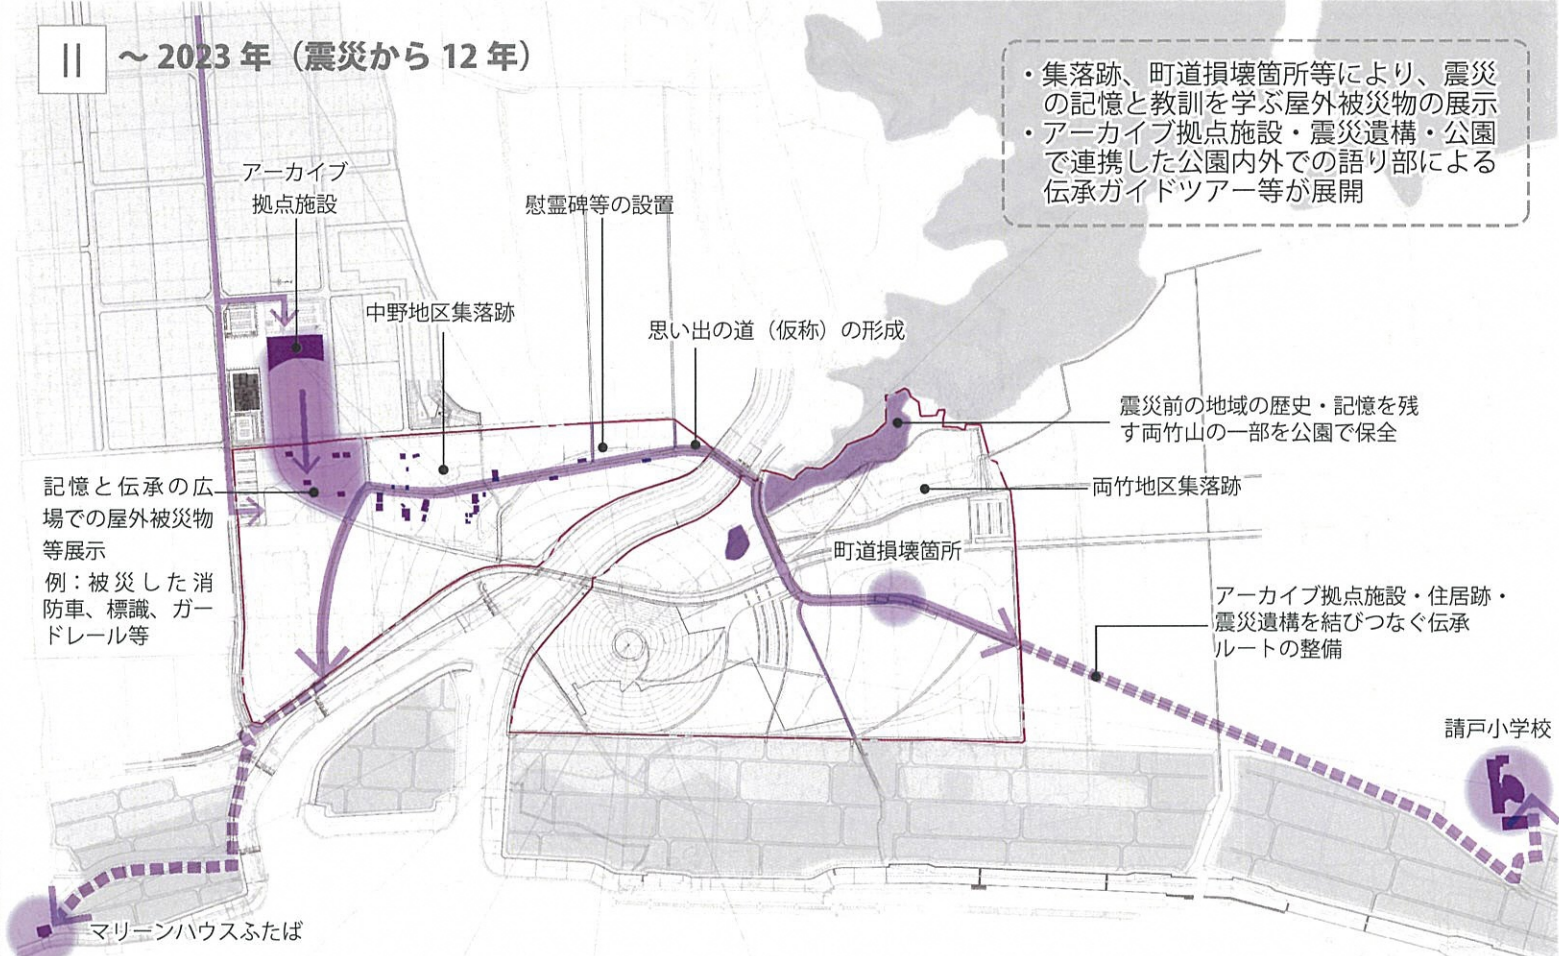 II
～2023年（震災から12年）
・集落跡、町道損壊箇所等により、震災
の記憶と教訓を学ぶ屋外被災物の展示
・アーカイブ拠点施設・震災遺構・公園
で連携した公園内外での語り部による
伝承ガイドツアー等が展開
アーカイブ
拠点施設
慰霊碑等の設置
中野地区集落跡
思い出の道（仮称）の形成
震災前の地域の歴史・記憶を残
す両竹山の一部を公園で保全
両竹地区集落跡
記憶と伝承の広
場での屋外被災物
等展示
例：被災した消
防車、標識、ガー
ドレール等
町道損壊箇所
アーカイブ拠点施設・住居跡・
震災遺構を結びつなぐ伝承
ルートの整備
請戸小学校
マリーンハウスふたば